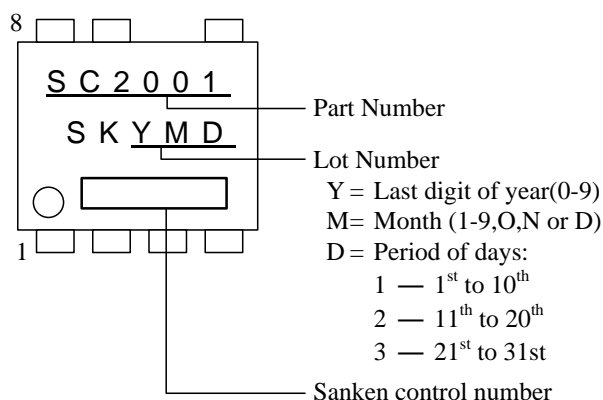 8
S C 2 0 0 1
Part Number
S K Y M D
Lot Number
Y = Last digit of year(0-9)
M= Month (1-9,O,N or D)
D = Period of days:
1 — 1st to 10th
2 — 11th to 20th
3 — 21st to 31st
1
Sanken control number